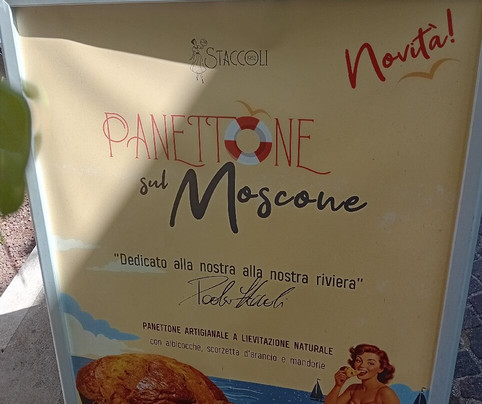 STACCOLI
Novità!
PANETTONE
sul
Moscone
"Dedicato alla nostra alla nostra riviera"
PANETTONE ARTIGIANALE A LIEVITAZIONE NATURALE
con albicocche, scorzetta d'arancio e mandorle